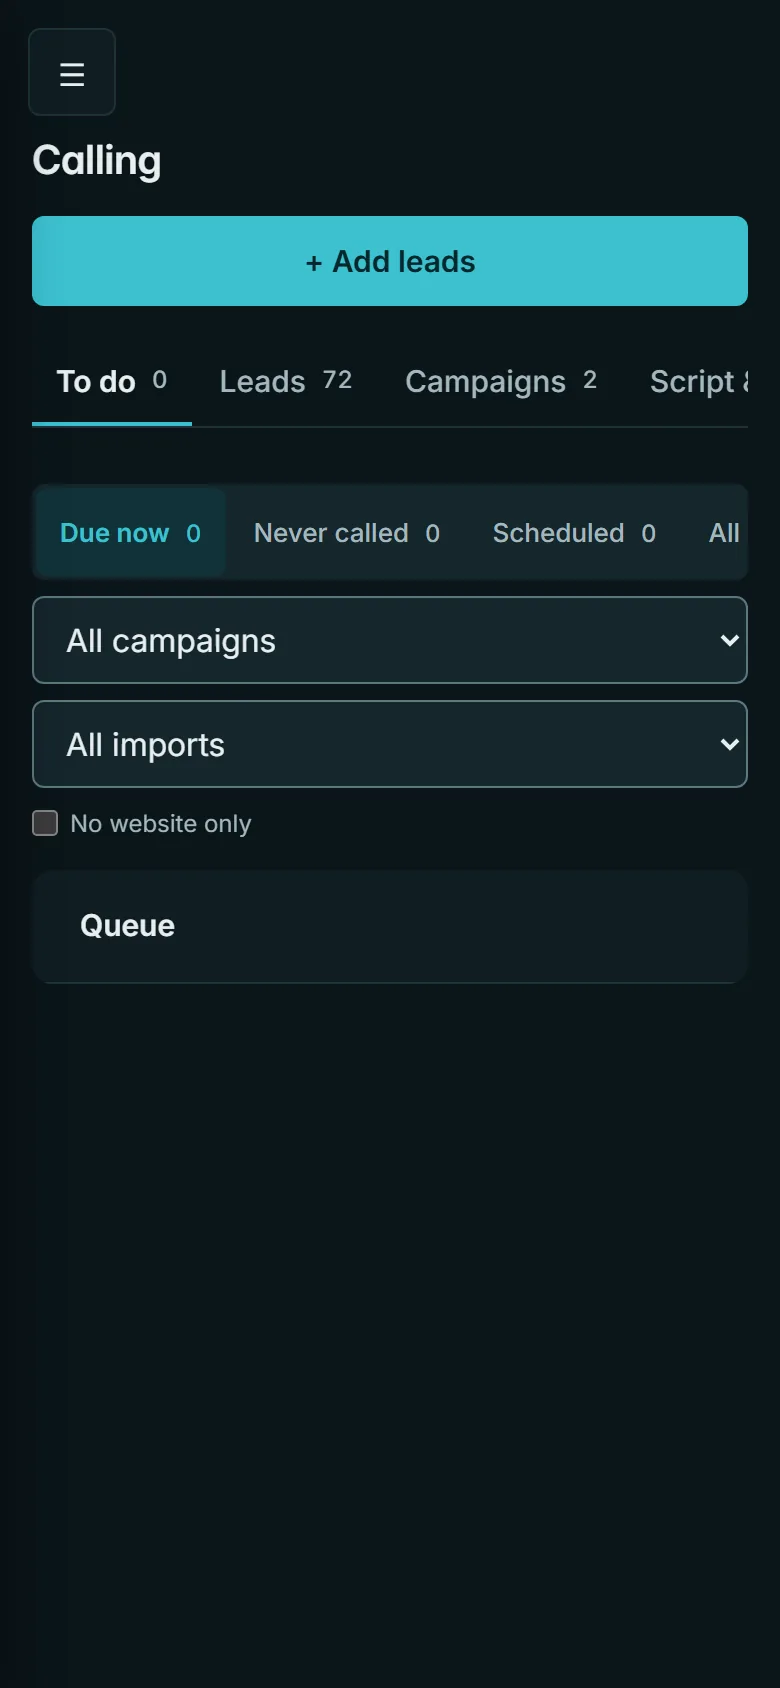 ☰
Calling
+ Add leads
To do 0 Leads 72 Campaigns 2 Script &
Due now 0 Never called 0 Scheduled 0 All
All campaigns
All imports
No website only
Queue